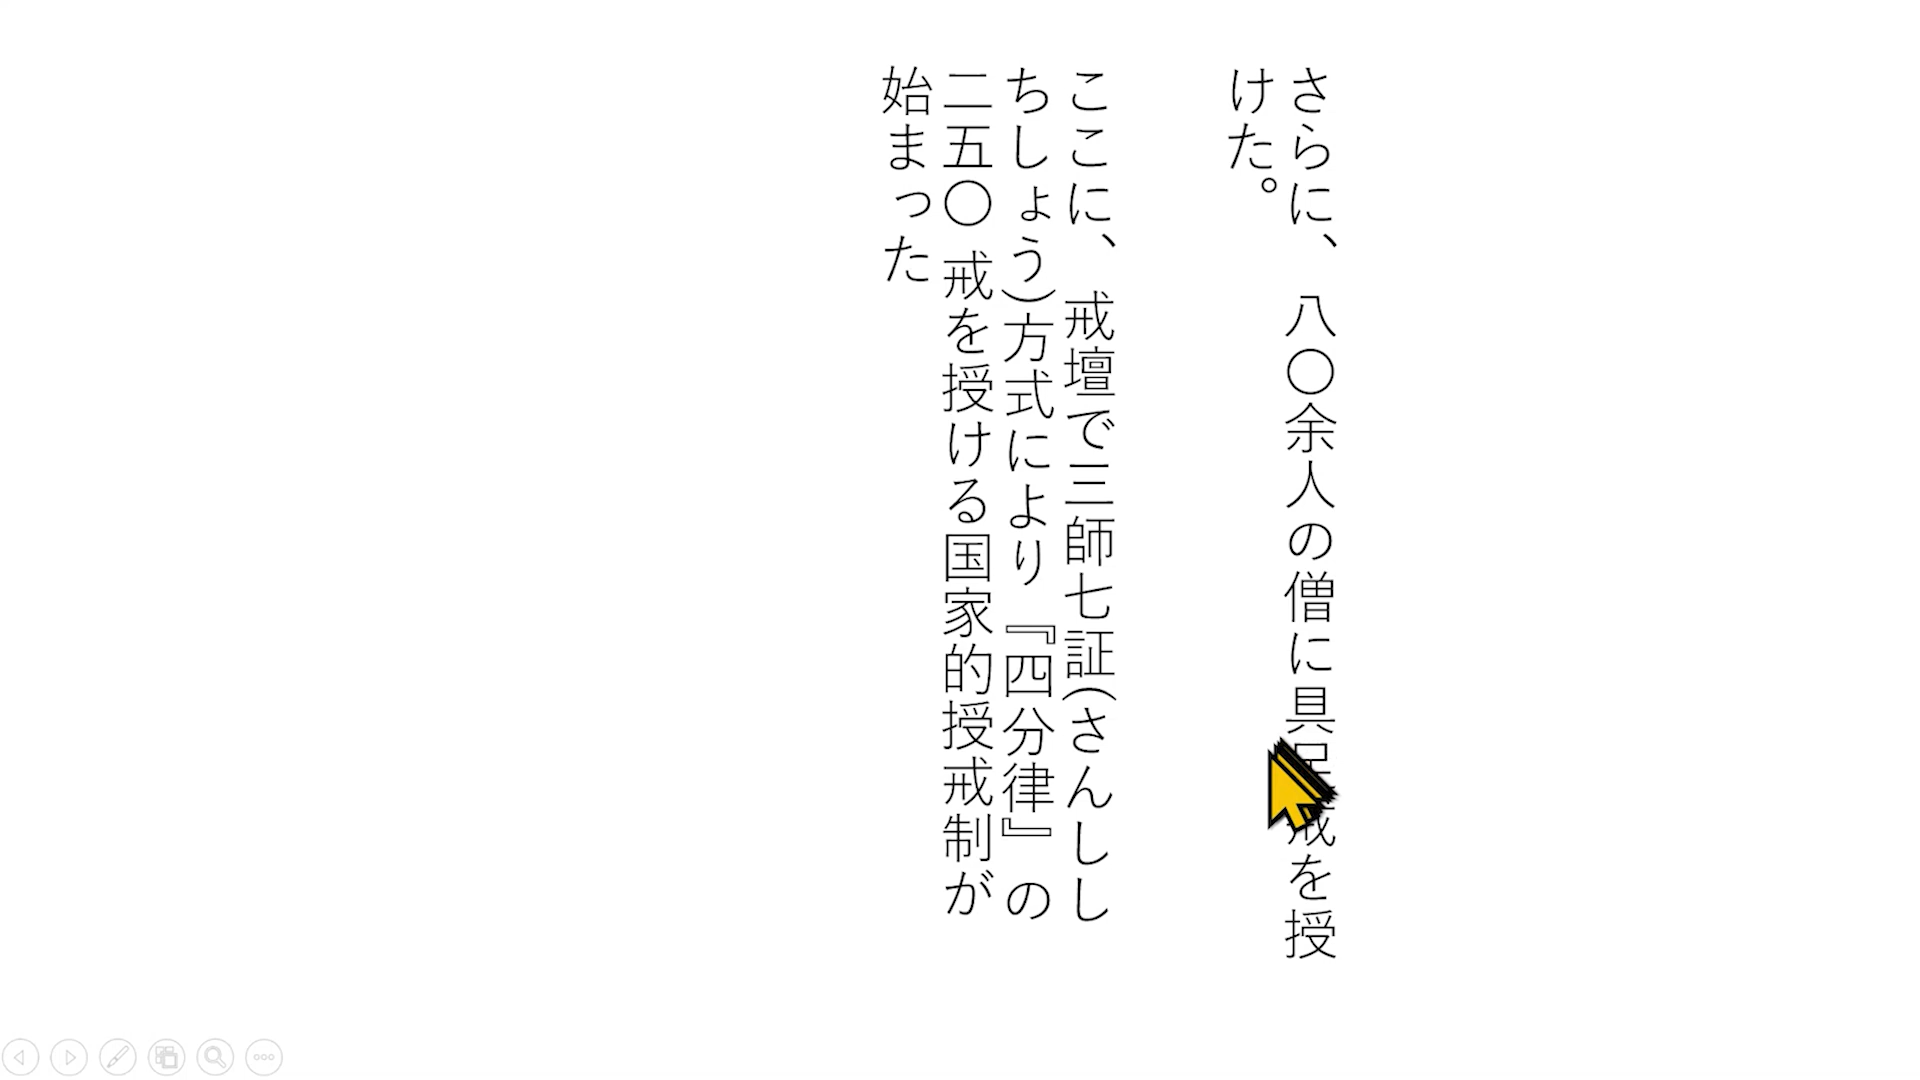 さらに、八〇余人の僧に具足戒を授
けた。
ここに、戒壇で三師七証(さんしし
ちしょう)方式により『四分律』の
二五〇戒を授ける国家的授戒制が
始まった